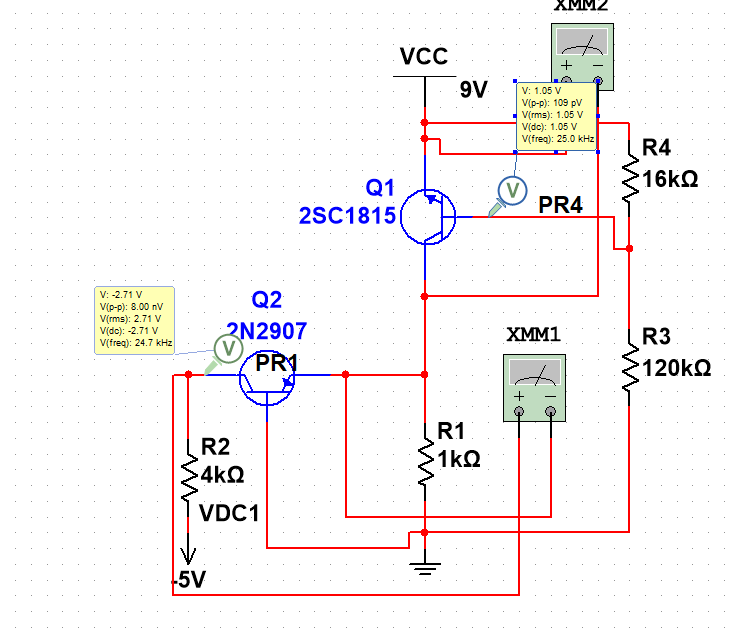 XMM2
VCC
9V
V: 1.05 V
V(p-p): 109 pV
V(rms): 1.05 V
V(dc): 1.05 V
V(freq): 25.0 kHz
+ −
R4
16kΩ
Q1
2SC1815
V
PR4
V: -2.71 V
V(p-p): 8.00 nV
V(rms): 2.71 V
V(dc): -2.71 V
V(freq): 24.7 kHz
Q2
2N2907
V
PR1
XMM1
+ −
R3
120kΩ
R2
4kΩ
R1
1kΩ
VDC1
-5V